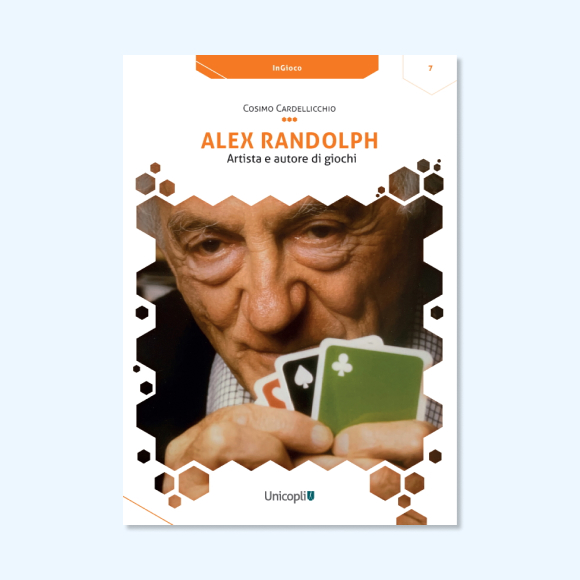 InGioco
7
Cosimo Cardellicchio
ALEX RANDOLPH
Artista e autore di giochi
Unicopli